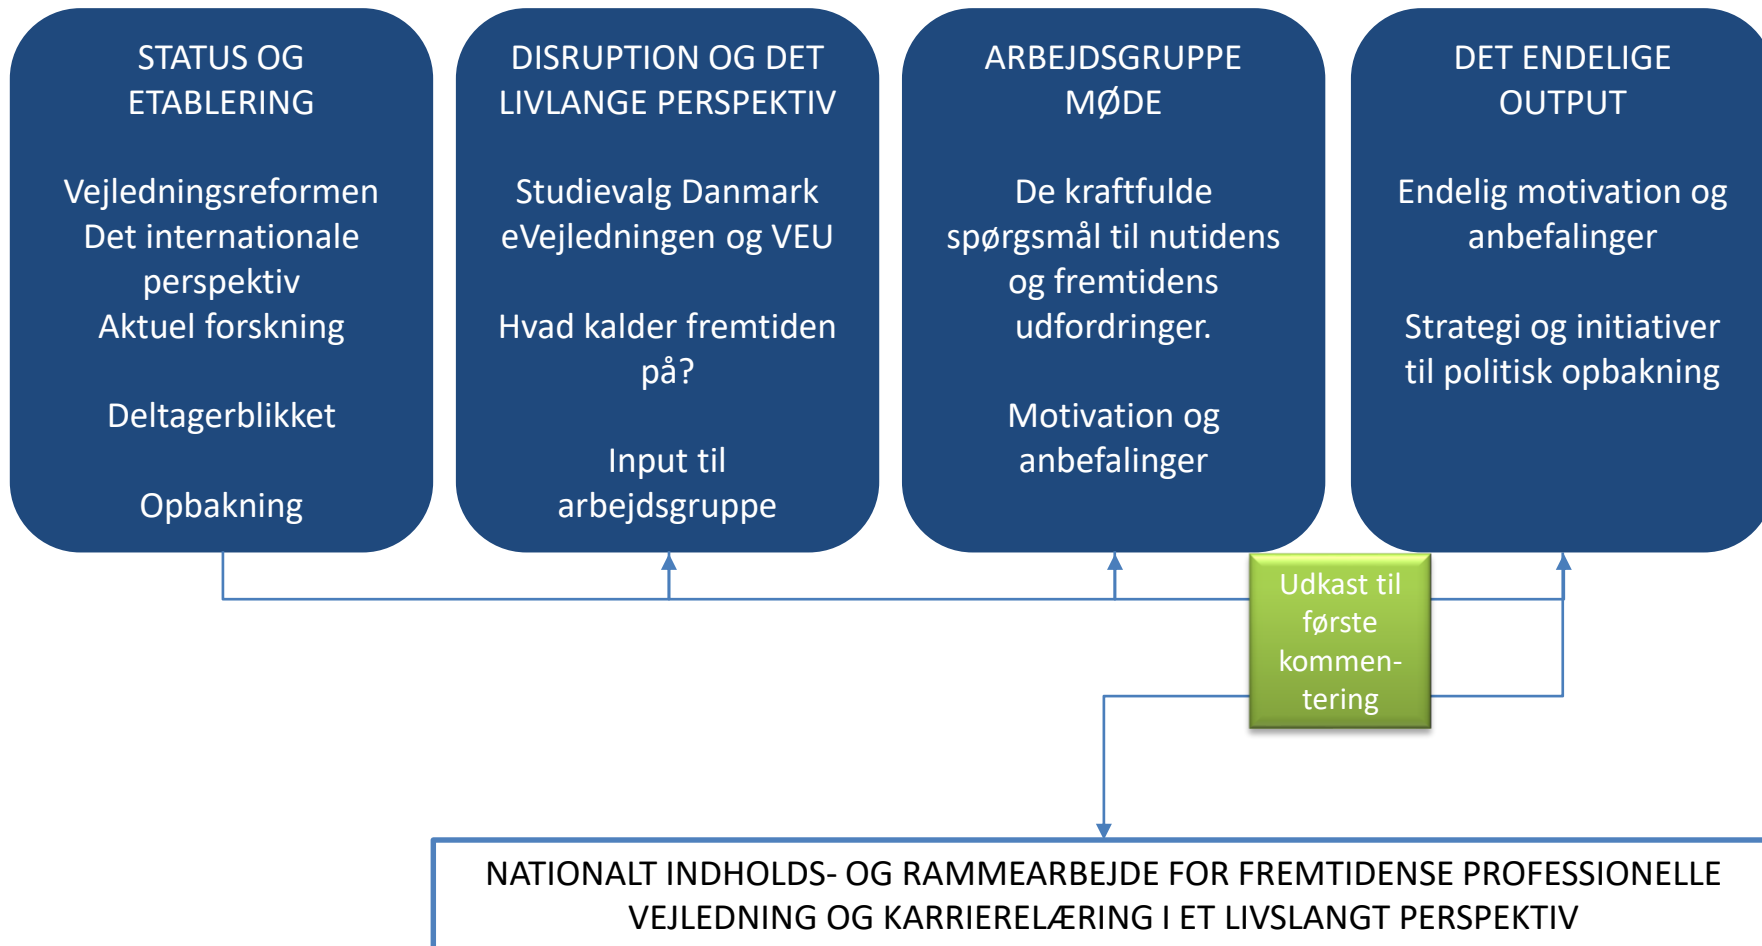 STATUS OG
ETABLERING
Vejledningsreformen
Det internationale
perspektiv
Aktuel forskning
Deltagerblikket
Opbakning
DISRUPTION OG DET
LIVLANGE PERSPEKTIV
Studievalg Danmark
eVejledningen og VEU
Hvad kalder fremtiden
på?
Input til
arbejdsgruppe
ARBEJDSGRUPPE
MØDE
De kraftfulde
spørgsmål til nutidens
og fremtidens
udfordringer.
Motivation og
anbefalinger
DET ENDELIGE
OUTPUT
Endelig motivation og
anbefalinger
Strategi og initiativer
til politisk opbakning
Udkast til
første
kommen-
tering
NATIONALT INDHOLDS- OG RAMMEARBEJDE FOR FREMTIDENSE PROFESSIONELLE
VEJLEDNING OG KARRIERELÆRING I ET LIVSLANGT PERSPEKTIV